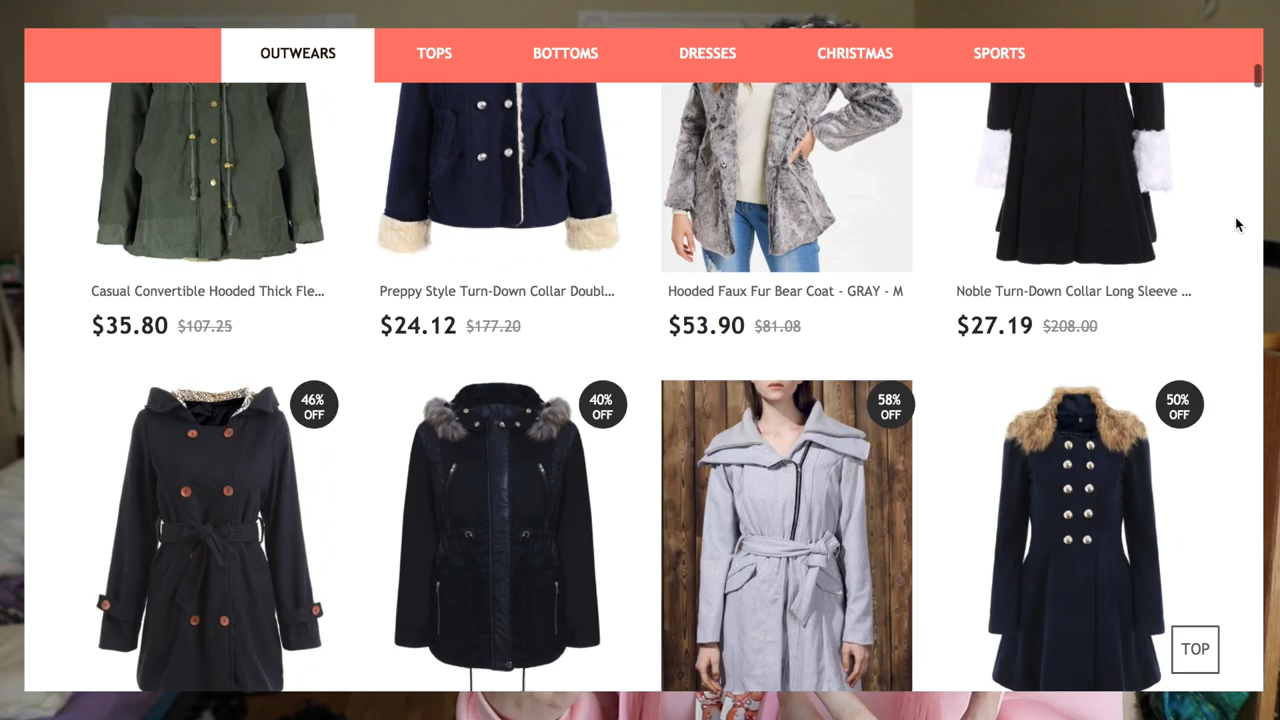 OUTWEARS TOPS BOTTOMS DRESSES CHRISTMAS SPORTS
Casual Convertible Hooded Thick Fle... Preppy Style Turn-Down Collar Doubl... Hooded Faux Fur Bear Coat - GRAY - M Noble Turn-Down Collar Long Sleeve ...
$35.80 $107.25 $24.12 $177.20 $53.90 $81.08 $27.19 $208.00
46% OFF
40% OFF
58% OFF
50% OFF
TOP